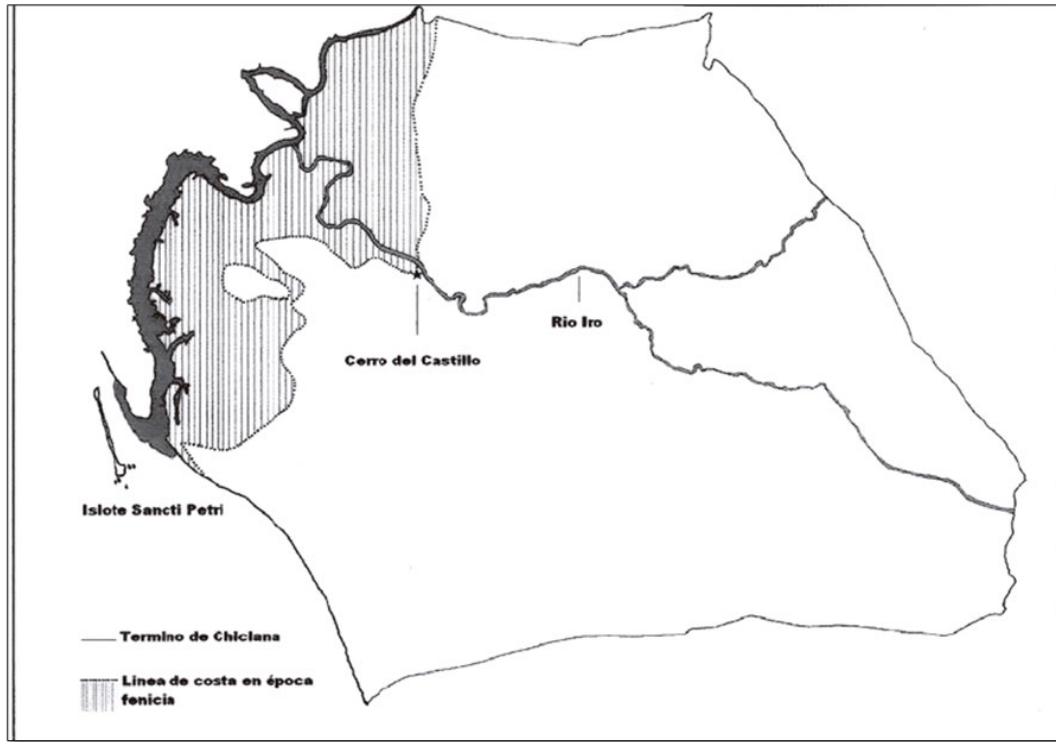 Rio Iro
Cerro del Castillo
Islote Sancti Petri
Termino de Chiclana
Linea de costa en época
fenicia